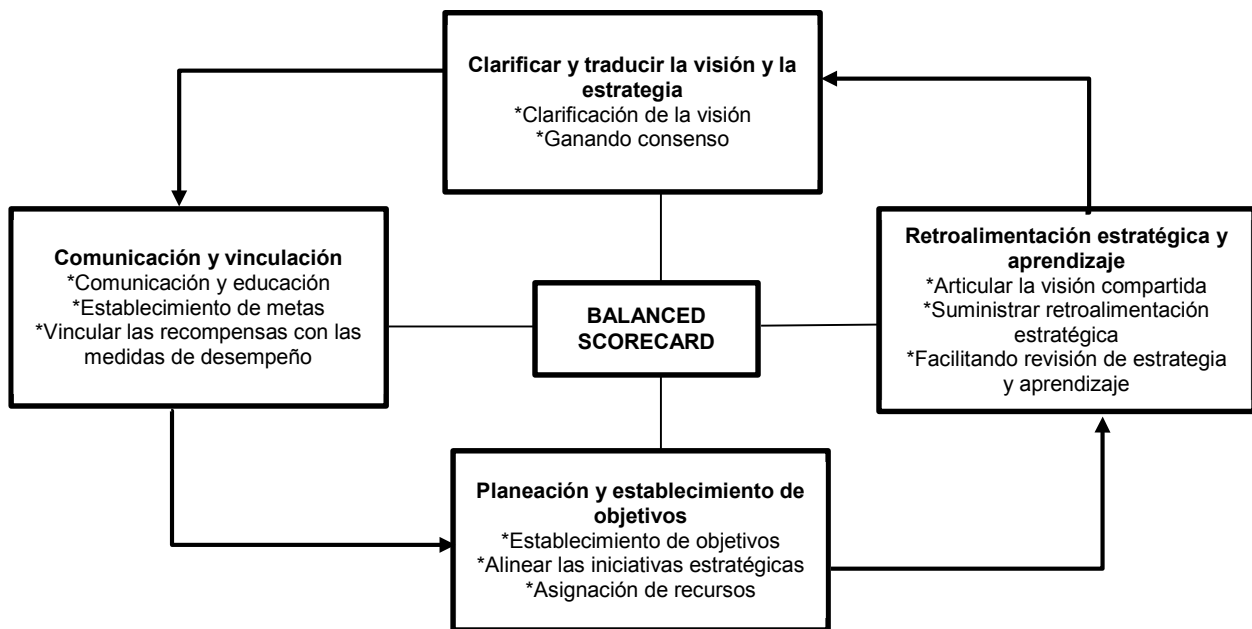 Clarificar y traducir la visión y la
estrategia
*Clarificación de la visión
*Ganando consenso
Comunicación y vinculación
*Comunicación y educación
*Establecimiento de metas
*Vincular las recompensas con las
medidas de desempeño
BALANCED
SCORECARD
Retroalimentación estratégica y
aprendizaje
*Articular la visión compartida
*Suministrar retroalimentación
estratégica
*Facilitando revisión de estrategia
y aprendizaje
Planeación y establecimiento de
objetivos
*Establecimiento de objetivos
*Alinear las iniciativas estratégicas
*Asignación de recursos